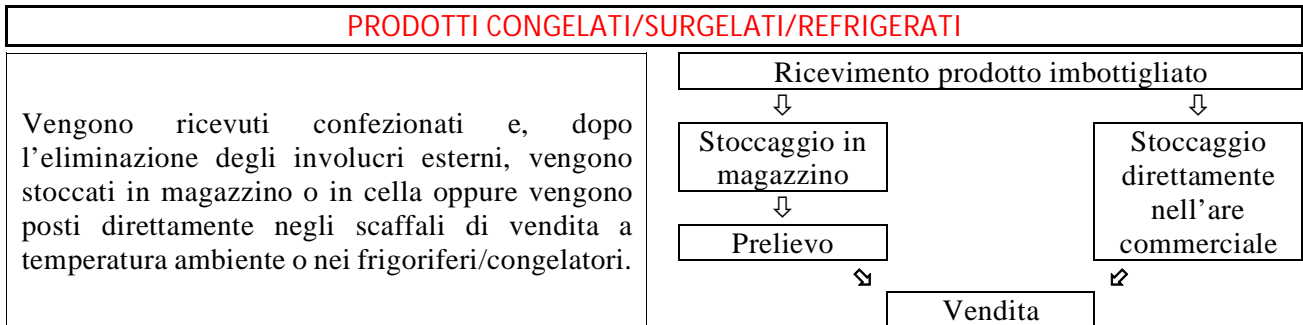 PRODOTTI CONGELATI/SURGELATI/REFRIGERATI
Vengono ricevuti confezionati e, dopo
l’eliminazione degli involucri esterni, vengono
stoccati in magazzino o in cella oppure vengono
posti direttamente negli scaffali di vendita a
temperatura ambiente o nei frigoriferi/congelatori.
Ricevimento prodotto imbottigliato
Stoccaggio in
magazzino
Prelievo
Stoccaggio
direttamente
nell’are
commerciale
Vendita